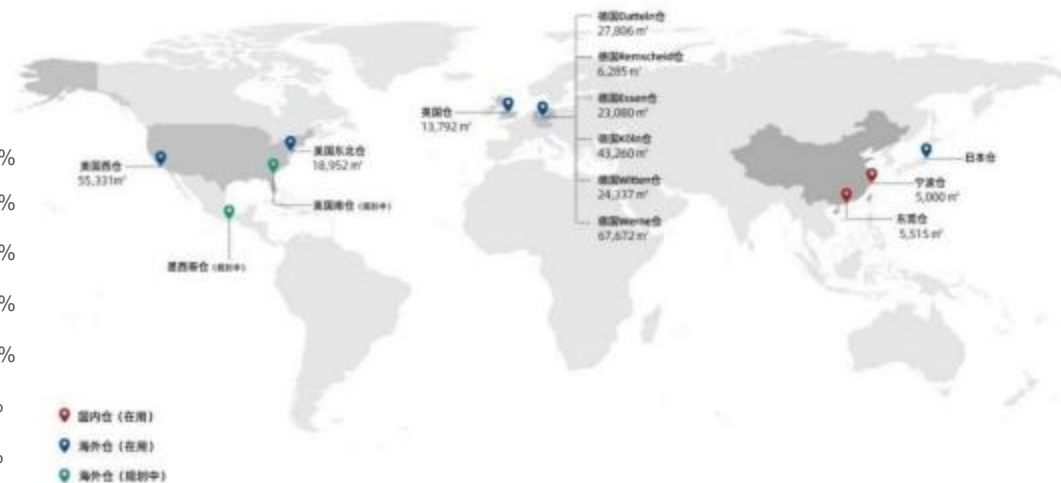 %
%
%
%
%
%
%
德国Datteln仓
27,806㎡
德国Remscheid仓
6,285㎡
德国Essen仓
23,080㎡
德国Köln仓
43,260㎡
德国Witten仓
24,337㎡
德国Werne仓
67,672㎡
英国仓
13,792㎡
美国西仓
55,331㎡
美国东北仓
18,952㎡
美国南仓（规划中）
墨西哥仓（规划中）
日本仓
宁波仓
5,000㎡
东莞仓
5,515㎡
国内仓（在用）
海外仓（在用）
海外仓（规划中）